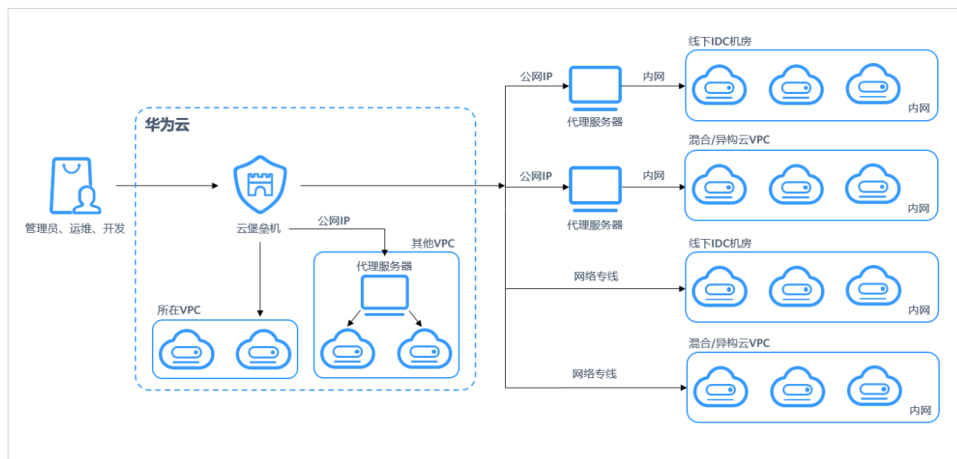 线下IDC机房
公网IP
内网
代理服务器
内网
华为云
混合/异构云VPC
公网IP
内网
代理服务器
内网
管理员、运维、开发
云堡垒机
公网IP
其他VPC
代理服务器
所在VPC
线下IDC机房
网络专线
内网
混合/异构云VPC
网络专线
内网